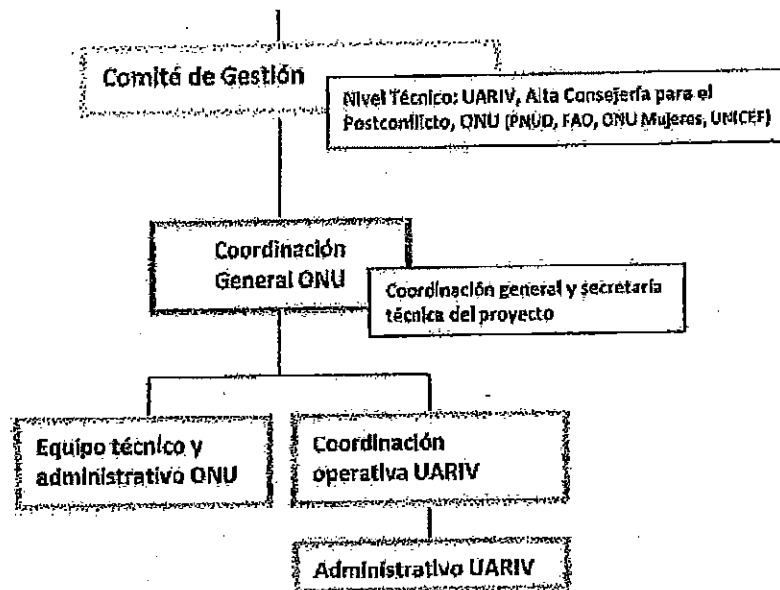 Comité de Gestión
Nivel Técnico: UARIV, Alta Consejería para el
Postconflicto, ONU (PNUD, FAO, ONU Mujeres, UNICEF)
Coordinación
General ONU
Coordinación general y secretaría
técnica del proyecto
Equipo técnico y
administrativo ONU
Coordinación
operativa UARIV
Administrativo UARIV